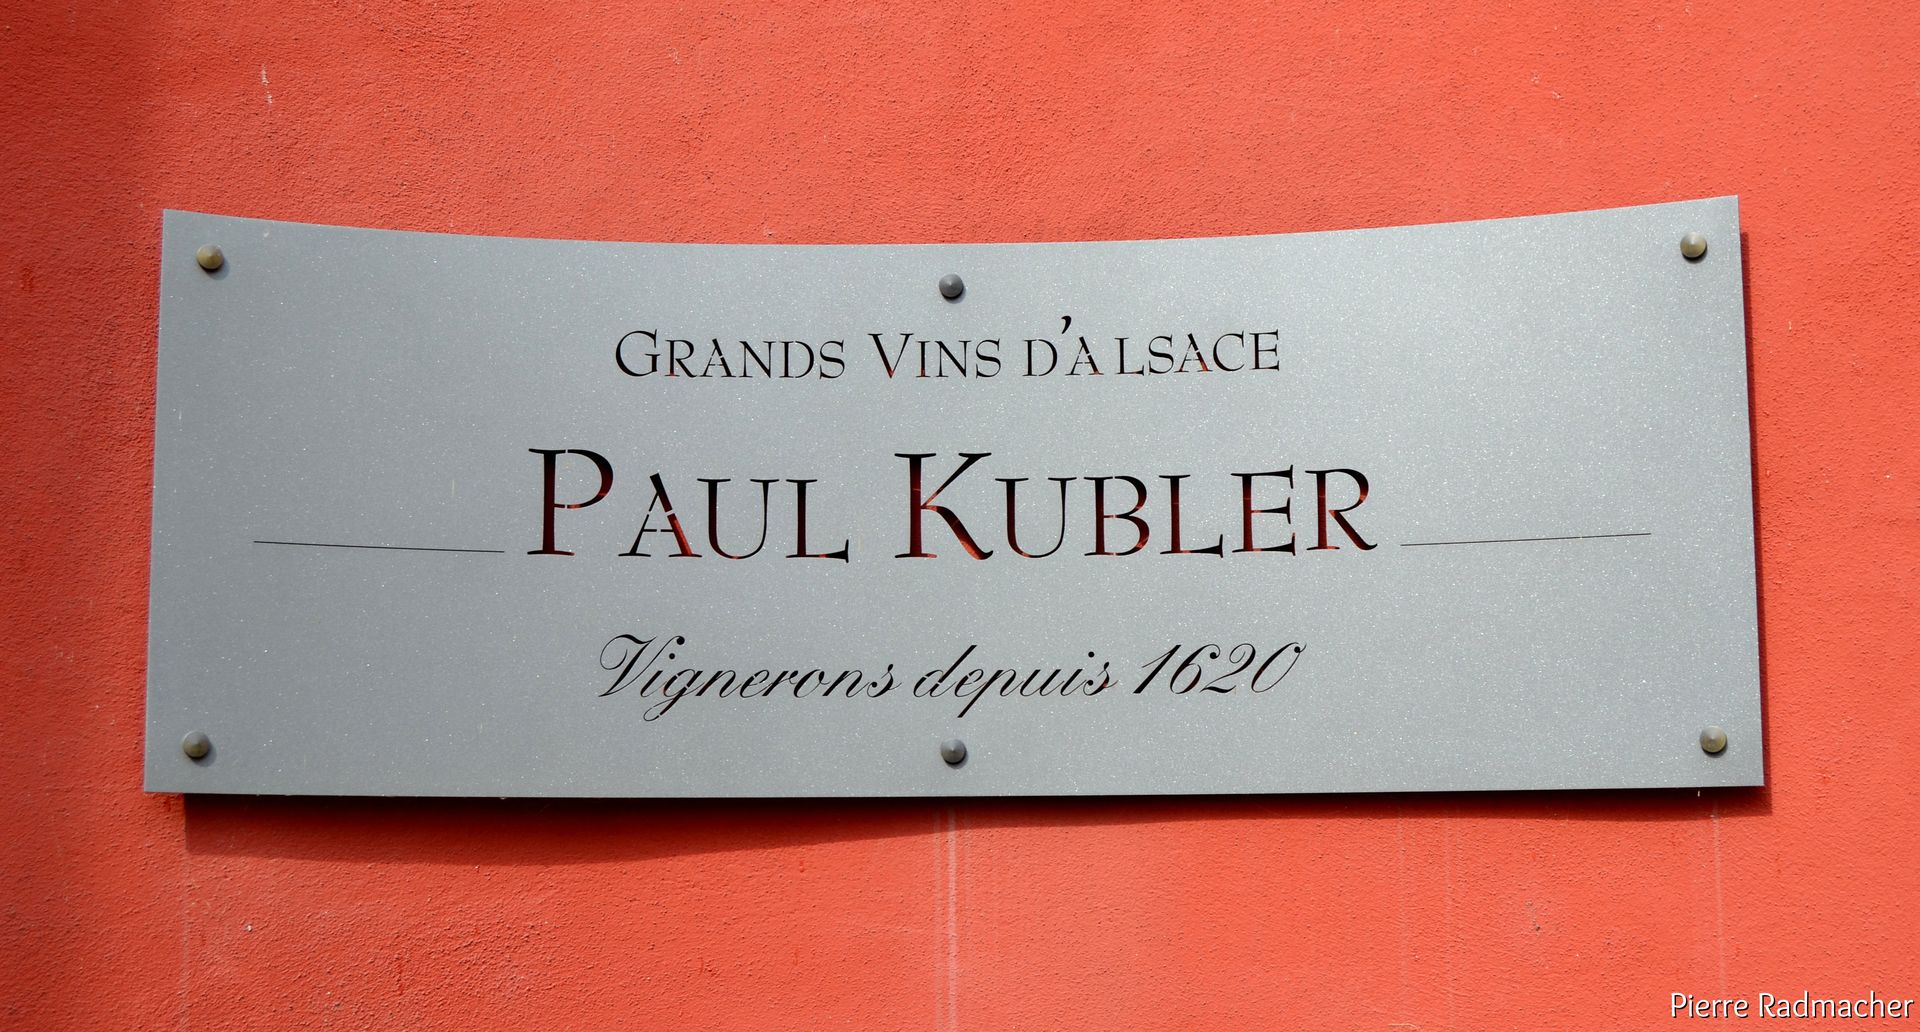 GRANDS VINS D'ALSACE
PAUL KUBLER
Vignerons depuis 1620
Pierre Radmacher